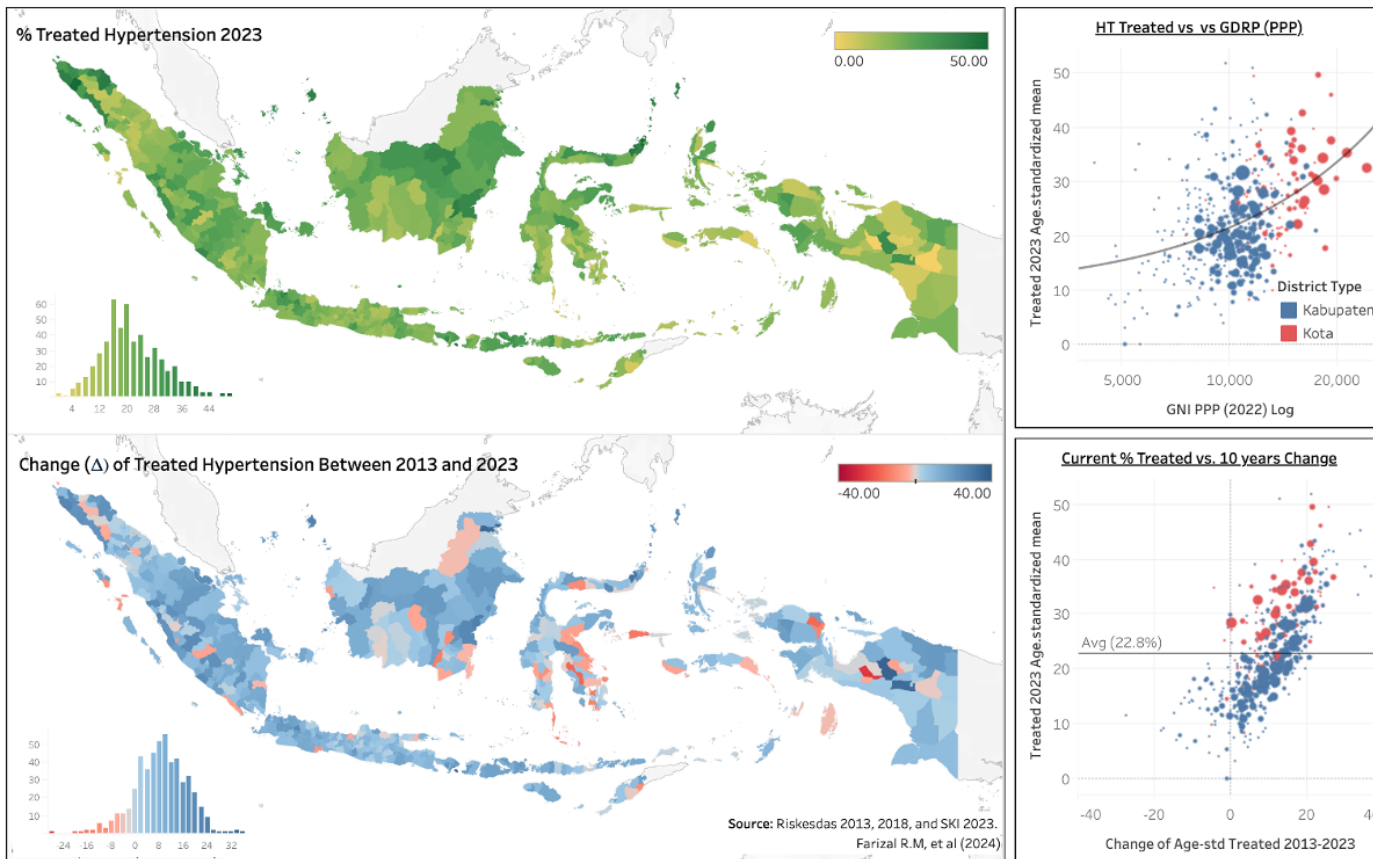 % Treated Hypertension 2023
0.00 50.00
60
50
40
30
20
10
4 12 20 28 36 44
Change (Δ) of Treated Hypertension Between 2013 and 2023
-40.00 40.00
50
40
30
20
10
-24 -16 -8 0 8 16 24 32
Source: Riskesdas 2013, 2018, and SKI 2023.
Farizal R.M, et al (2024)
HT Treated vs vs GDRP (PPP)
Treated 2023 Age.standardized mean
50
40
30
20
10
0
District Type
Kabupaten
Kota
5,000 10,000 20,000
GNI PPP (2022) Log
Current % Treated vs. 10 years Change
Treated 2023 Age.standardized mean
50
40
30
Avg (22.8%)
20
10
0
-40 -20 0 20 40
Change of Age-std Treated 2013-2023